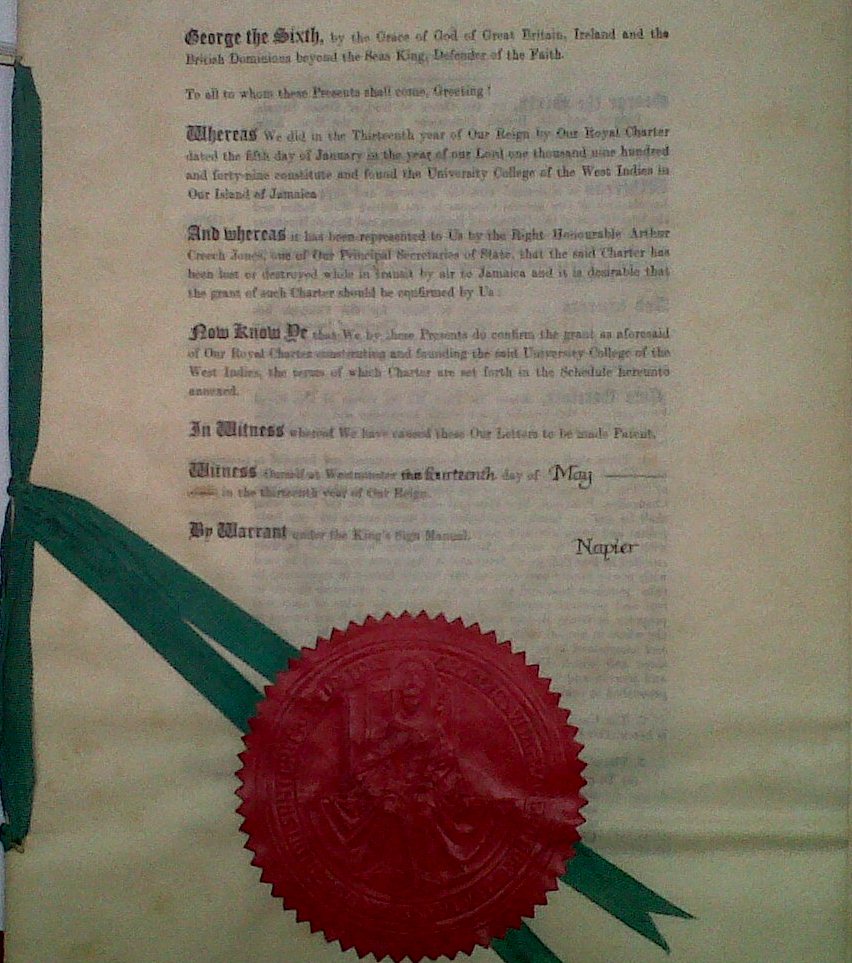 George the Sixth, by the Grace of God of Great Britain, Ireland and the
British Dominions beyond the Seas King, Defender of the Faith.
To all to whom these Presents shall come, Greeting!
Whereas We did in the Thirteenth year of Our Reign by Our Royal Charter
dated the fifth day of January in the year of our Lord one thousand nine hundred
and forty-nine constitute and found the University College of the West Indies in
Our Island of Jamaica
And whereas it has been represented to Us by the Right Honourable Arthur
Creech Jones, one of Our Principal Secretaries of State, that the said Charter has
been lost or destroyed while in transit by air to Jamaica and it is desirable that
the grant of such Charter should be confirmed by Us
Now Know Ye that We by these Presents do confirm the grant as aforesaid
of Our Royal Charter constituting and founding the said University College of the
West Indies, the terms of which Charter are set forth in the Schedule hereunto
annexed.
In Witness whereof We have caused these Our Letters to be made Patent.
Witness Ourself at Westminster the fourteenth day of May
in the thirteenth year of Our Reign.
By Warrant under the King's Sign Manual.
Napier